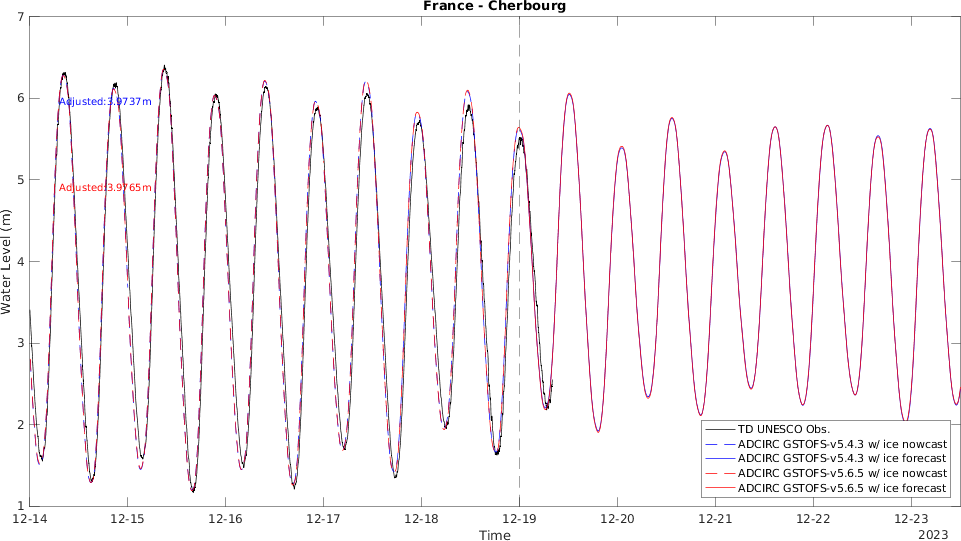 France - Cherbourg
7
6
5
4
3
2
1
Water Level (m)
Adjusted:3.9737m
Adjusted:3.9765m
TD UNESCO Obs.
ADCIRC GSTOFS-v5.4.3 w/ ice nowcast
ADCIRC GSTOFS-v5.4.3 w/ ice forecast
ADCIRC GSTOFS-v5.6.5 w/ ice nowcast
ADCIRC GSTOFS-v5.6.5 w/ ice forecast
12-14 12-15 12-16 12-17 12-18 12-19 12-20 12-21 12-22 12-23
Time
2023